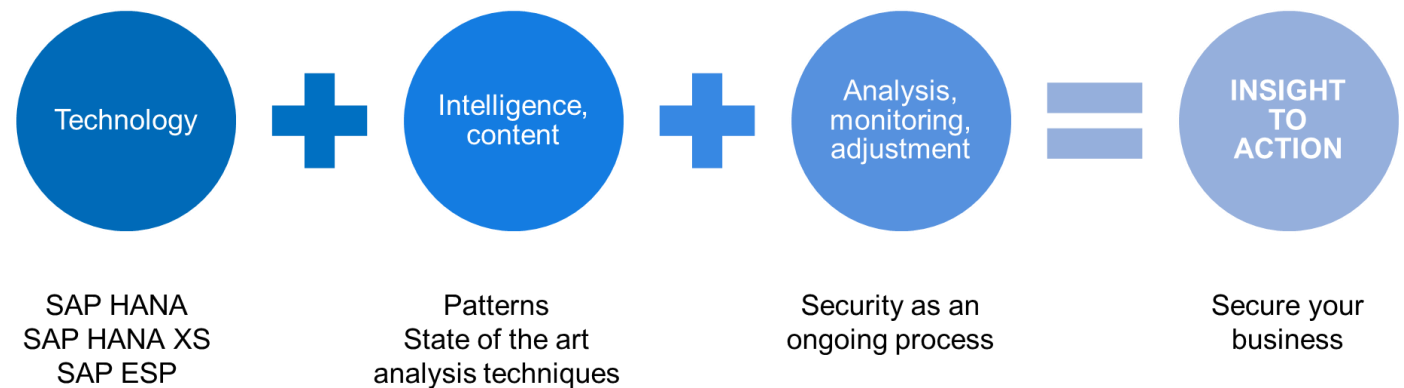 Technology
Intelligence,
content
Analysis,
monitoring,
adjustment
INSIGHT
TO
ACTION
SAP HANA
SAP HANA XS
SAP ESP
Patterns
State of the art
analysis techniques
Security as an
ongoing process
Secure your
business